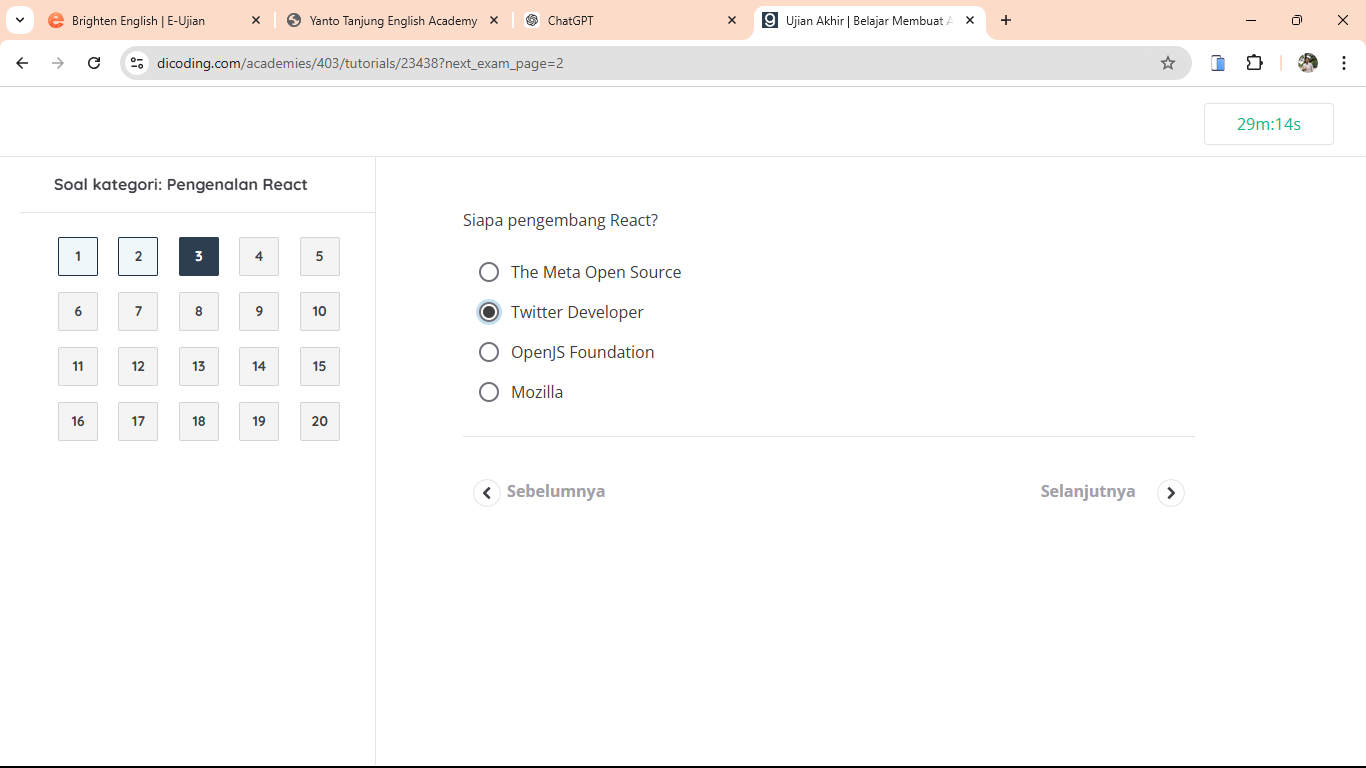 Brighten English | E-Ujian
Yanto Tanjung English Academy
ChatGPT
Ujian Akhir | Belajar Membuat A
dicoding.com/academies/403/tutorials/23438?next_exam_page=2
29m:14s
Soal kategori: Pengenalan React
1 2 3 4 5
6 7 8 9 10
11 12 13 14 15
16 17 18 19 20
Siapa pengembang React?
The Meta Open Source
Twitter Developer
OpenJS Foundation
Mozilla
Sebelumnya
Selanjutnya